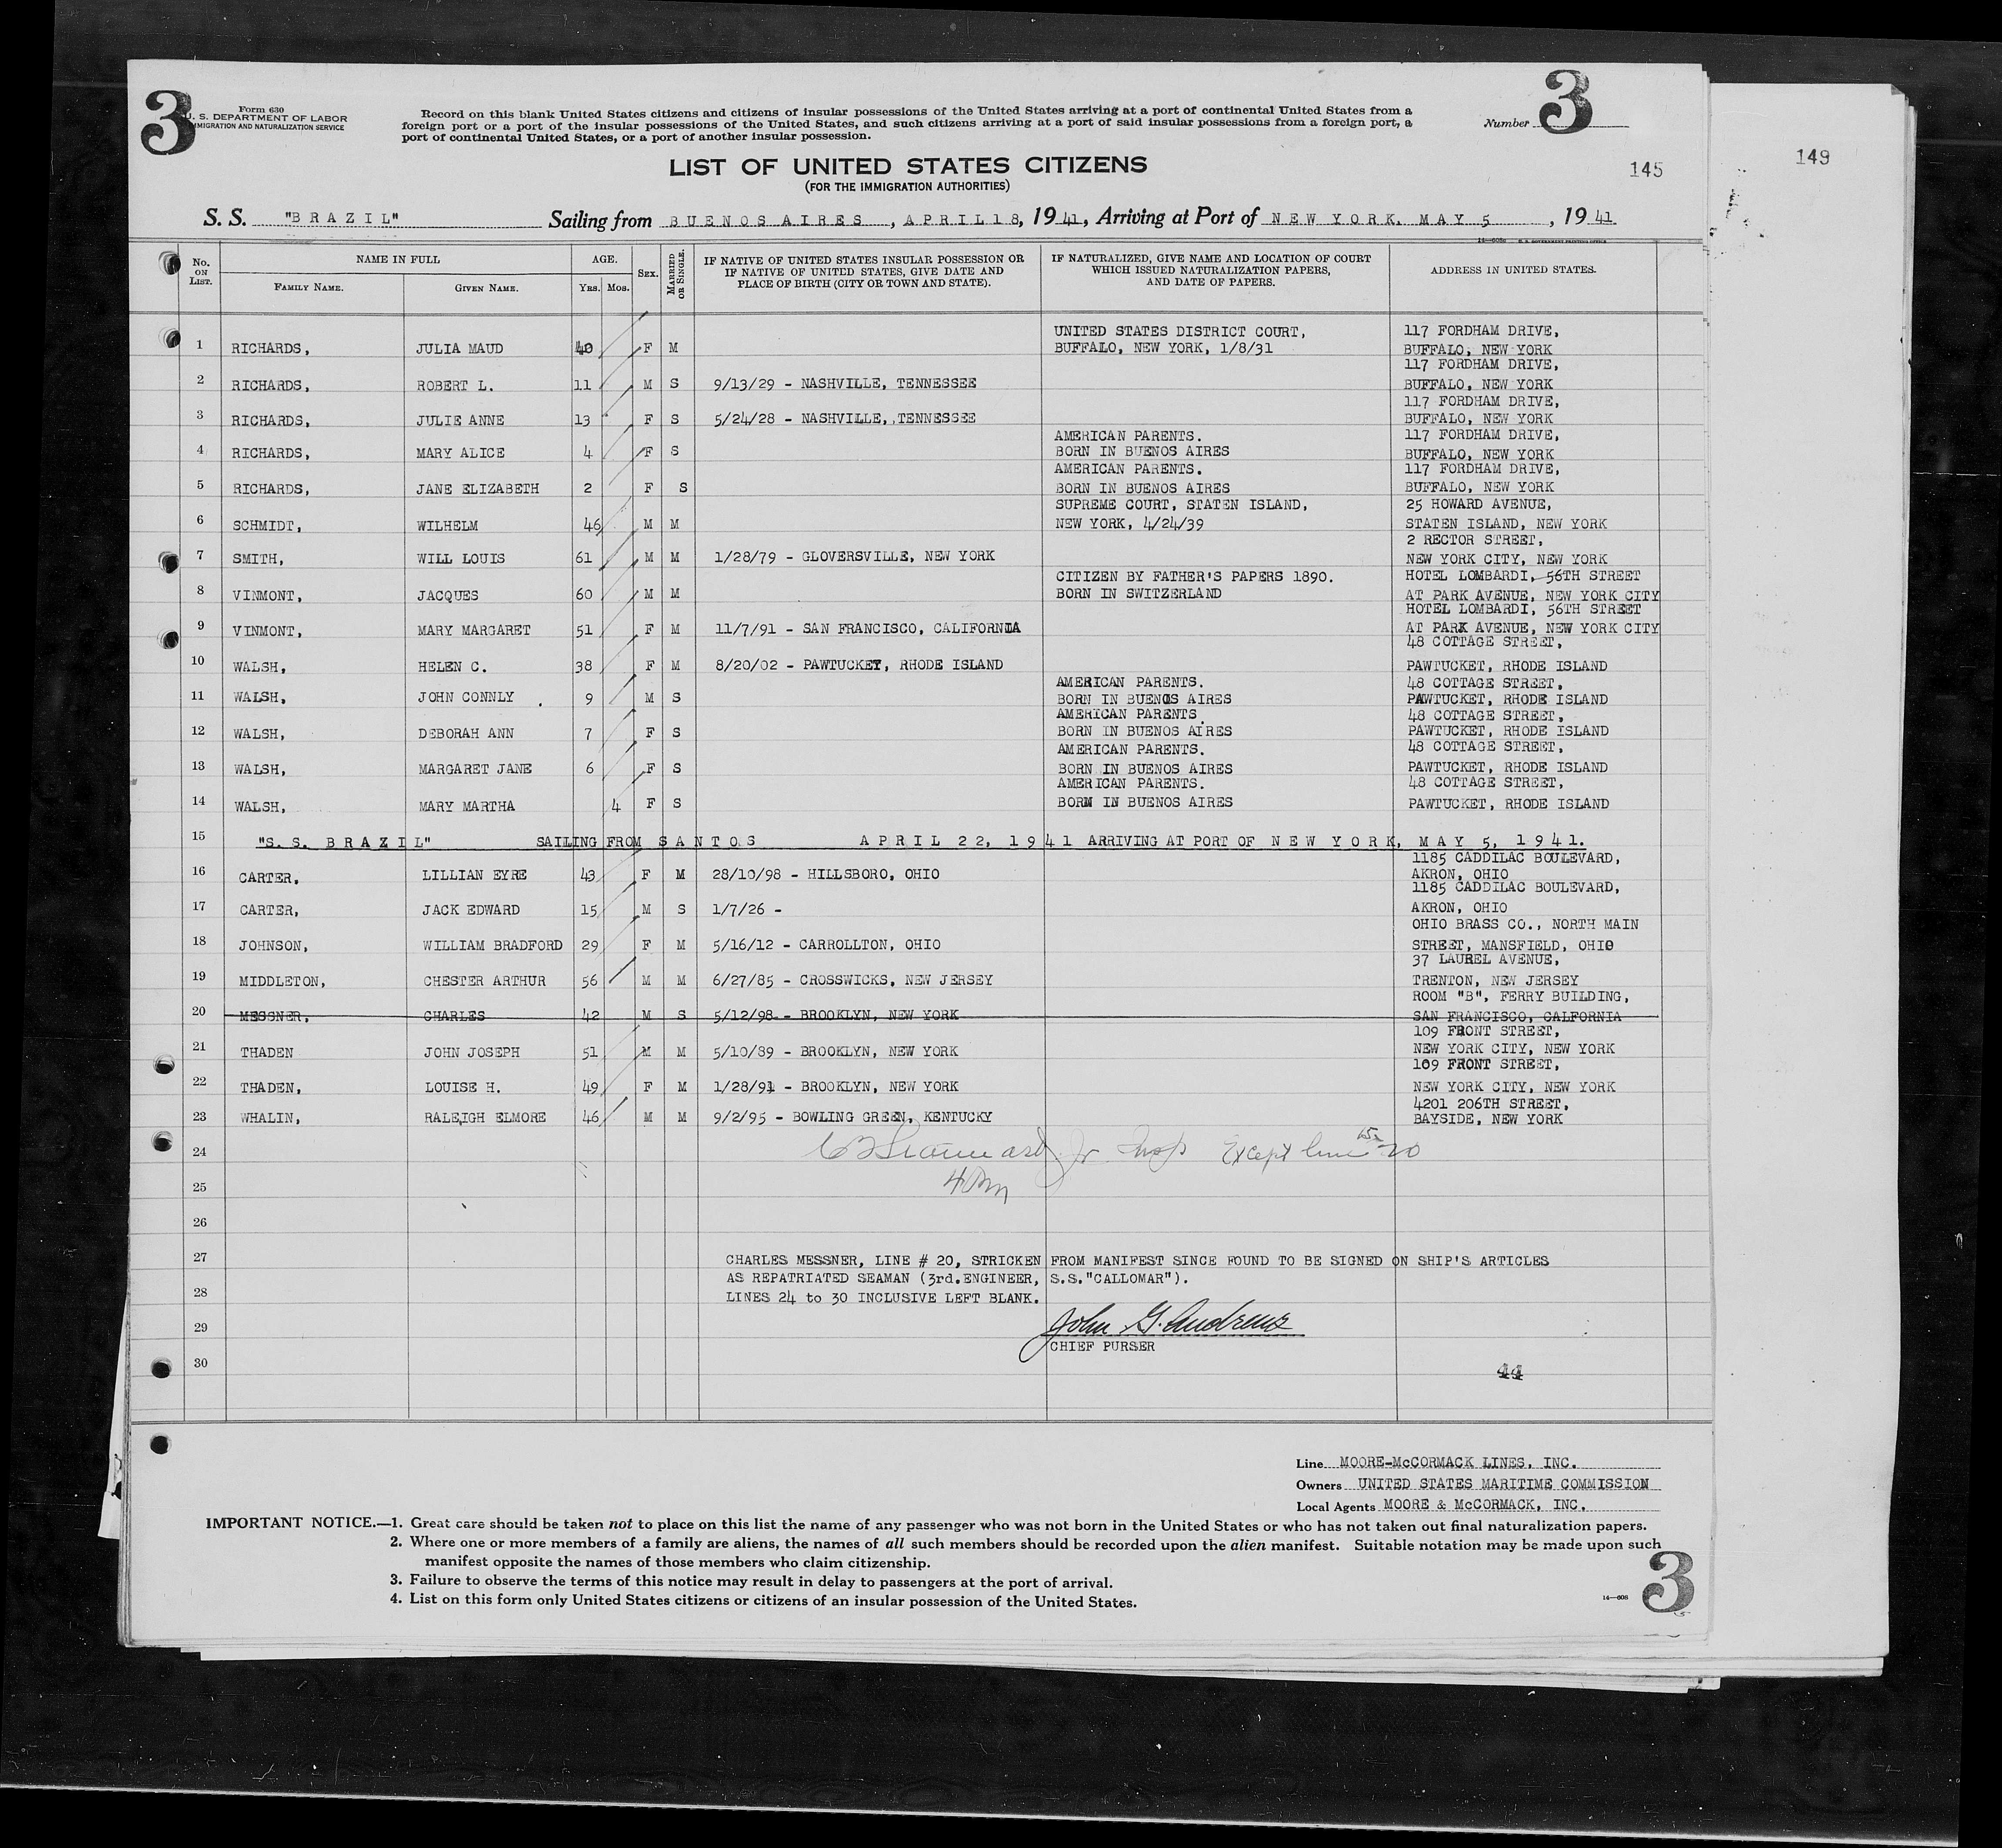 3
Form 630
U. S. DEPARTMENT OF LABOR
IMMIGRATION AND NATURALIZATION SERVICE
Record on this blank United States citizens and citizens of insular possessions of the United States arriving at a port of continental United States from a
foreign port or a port of the insular possessions of the United States, and such citizens arriving at a port of said insular possessions from a foreign port, a
port of continental United States, or a port of another insular possession.
Number 3
LIST OF UNITED STATES CITIZENS
(FOR THE IMMIGRATION AUTHORITIES)
145
149
S. S. "BRAZIL" Sailing from BUENOS AIRES, APRIL 18, 1941, Arriving at Port of NEW YORK, MAY 5, 1941
No. ON LIST. NAME IN FULL AGE. SEX. MARRIED OR SINGLE. IF NATIVE OF UNITED STATES INSULAR POSSESSION OR IF NATIVE OF UNITED STATES, GIVE DATE AND PLACE OF BIRTH (CITY OR TOWN AND STATE). IF NATURALIZED, GIVE NAME AND LOCATION OF COURT WHICH ISSUED NATURALIZATION PAPERS, AND DATE OF PAPERS. ADDRESS IN UNITED STATES.
FAMILY NAME. GIVEN NAME. YRS. MOS.
1 RICHARDS, JULIA MAUD 40 F M UNITED STATES DISTRICT COURT, BUFFALO, NEW YORK, 1/8/31 117 FORDHAM DRIVE, BUFFALO, NEW YORK
2 RICHARDS, ROBERT L. 11 M S 9/13/29 - NASHVILLE, TENNESSEE 117 FORDHAM DRIVE, BUFFALO, NEW YORK
3 RICHARDS, JULIE ANNE 13 F S 5/24/28 - NASHVILLE, TENNESSEE 117 FORDHAM DRIVE, BUFFALO, NEW YORK
4 RICHARDS, MARY ALICE 4 F S AMERICAN PARENTS. BORN IN BUENOS AIRES 117 FORDHAM DRIVE, BUFFALO, NEW YORK
5 RICHARDS, JANE ELIZABETH 2 F S AMERICAN PARENTS. BORN IN BUENOS AIRES 117 FORDHAM DRIVE, BUFFALO, NEW YORK
6 SCHMIDT, WILHELM 46 M M SUPREME COURT, STATEN ISLAND, NEW YORK, 4/24/39 25 HOWARD AVENUE, STATEN ISLAND, NEW YORK
7 SMITH, WILL LOUIS 61 M M 1/28/79 - GLOVERSVILLE, NEW YORK 2 RECTOR STREET, NEW YORK CITY, NEW YORK
8 VINMONT, JACQUES 60 M M CITIZEN BY FATHER'S PAPERS 1890. BORN IN SWITZERLAND HOTEL LOMBARDI, 56TH STREET AT PARK AVENUE, NEW YORK CITY
9 VINMONT, MARY MARGARET 51 F M 11/7/91 - SAN FRANCISCO, CALIFORNIA HOTEL LOMBARDI, 56TH STREET AT PARK AVENUE, NEW YORK CITY
10 WALSH, HELEN C. 38 F M 8/20/02 - PAWTUCKET, RHODE ISLAND 48 COTTAGE STREET, PAWTUCKET, RHODE ISLAND
11 WALSH, JOHN CONNLY 9 M S AMERICAN PARENTS. BORN IN BUENOS AIRES 48 COTTAGE STREET, PAWTUCKET, RHODE ISLAND
12 WALSH, DEBORAH ANN 7 F S AMERICAN PARENTS. BORN IN BUENOS AIRES 48 COTTAGE STREET, PAWTUCKET, RHODE ISLAND
13 WALSH, MARGARET JANE 6 F S AMERICAN PARENTS. BORN IN BUENOS AIRES 48 COTTAGE STREET, PAWTUCKET, RHODE ISLAND
14 WALSH, MARY MARTHA 4 F S AMERICAN PARENTS. BORN IN BUENOS AIRES 48 COTTAGE STREET, PAWTUCKET, RHODE ISLAND
15 "S. S. BRAZIL" SAILING FROM SANTOS APRIL 22, 1941 ARRIVING AT PORT OF NEW YORK, MAY 5, 1941.
16 CARTER, LILLIAN EYRE 43 F M 28/10/98 - HILLSBORO, OHIO 1185 CADDILAC BOULEVARD, AKRON, OHIO
17 CARTER, JACK EDWARD 15 M S 1/7/26 - 1185 CADDILAC BOULEVARD, AKRON, OHIO
18 JOHNSON, WILLIAM BRADFORD 29 F M 5/16/12 - CARROLLTON, OHIO OHIO BRASS CO., NORTH MAIN STREET, MANSFIELD, OHIO
19 MIDDLETON, CHESTER ARTHUR 56 M M 6/27/85 - CROSSWICKS, NEW JERSEY 37 LAUREL AVENUE, TRENTON, NEW JERSEY
20 MESSNER, CHARLES 42 M S 5/12/98 - BROOKLYN, NEW YORK ROOM "B", FERRY BUILDING, SAN FRANCISCO, CALFORNIA
21 THADEN JOHN JOSEPH 51 M M 5/10/89 - BROOKLYN, NEW YORK 109 FRONT STREET, NEW YORK CITY, NEW YORK
22 THADEN, LOUISE H. 49 F M 1/28/91 - BROOKLYN, NEW YORK 109 FRONT STREET, NEW YORK CITY, NEW YORK
23 WHALIN, RALEIGH ELMORE 46 M M 9/2/95 - BOWLING GREEN, KENTUCKY 4201 206TH STREET, BAYSIDE, NEW YORK
24 Jr. Insp Except line 15 20
25
26
27 CHARLES MESSNER, LINE # 20, STRICKEN FROM MANIFEST SINCE FOUND TO BE SIGNED ON SHIP'S ARTICLES
AS REPATRIATED SEAMAN (3rd.ENGINEER, S.S."CALLOMAR").
28 LINES 24 to 30 INCLUSIVE LEFT BLANK.
29 John G. Andrews
CHIEF PURSER
30 44
Line MOORE-McCORMACK LINES, INC.
Owners UNITED STATES MARITIME COMMISSION
Local Agents MOORE & McCORMACK, INC.
IMPORTANT NOTICE.—1. Great care should be taken not to place on this list the name of any passenger who was not born in the United States or who has not taken out final naturalization papers.
2. Where one or more members of a family are aliens, the names of all such members should be recorded upon the alien manifest. Suitable notation may be made upon such
manifest opposite the names of those members who claim citizenship.
3. Failure to observe the terms of this notice may result in delay to passengers at the port of arrival.
4. List on this form only United States citizens or citizens of an insular possession of the United States.
14—608
3